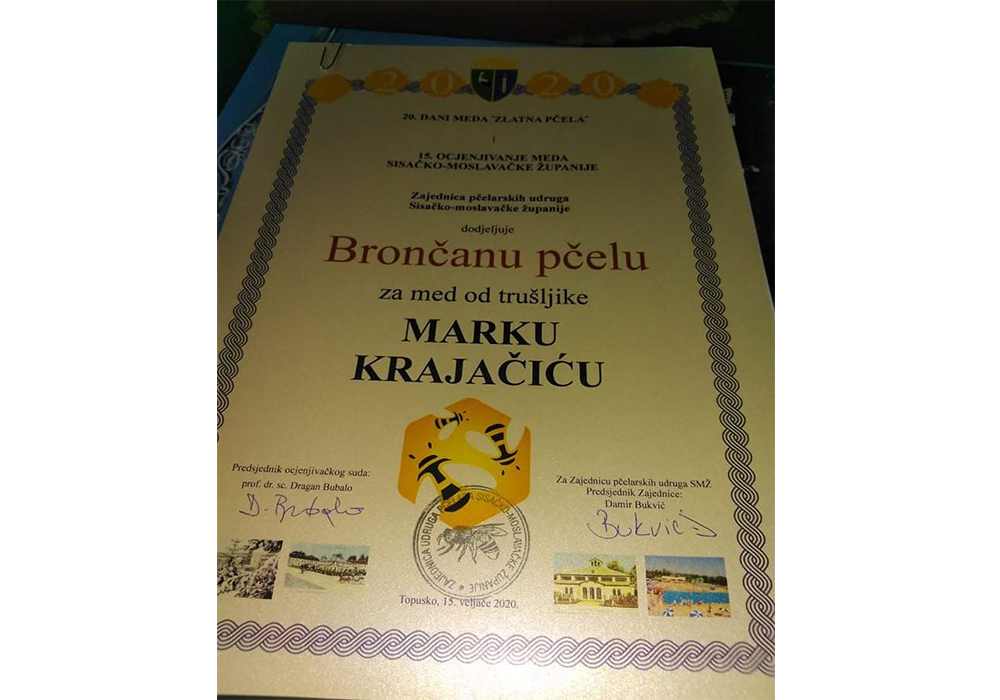 2020
20. DANI MEDA "ZLATNA PČELA"
i
15. OCJENJIVANJE MEDA
SISAČKO-MOSLAVAČKE ŽUPANIJE
Zajednica pčelarskih udruga
Sisačko-moslavačke županije
dodjeljuje
Brončanu pčelu
za med od trušljike
MARKU
KRAJAČIĆU
Predsjednik ocjenjivačkog suda:
prof. dr. sc. Dragan Bubalo
D. Bubalo
Za Zajednicu pčelarskih udruga SMŽ
Predsjednik Zajednice:
Damir Bukvič
Bukvić
ZAJEDNICA UDRUGA PČELARA SISAČKO-MOSLAVAČKE ŽUPANIJE
Topusko, 15. veljače 2020.